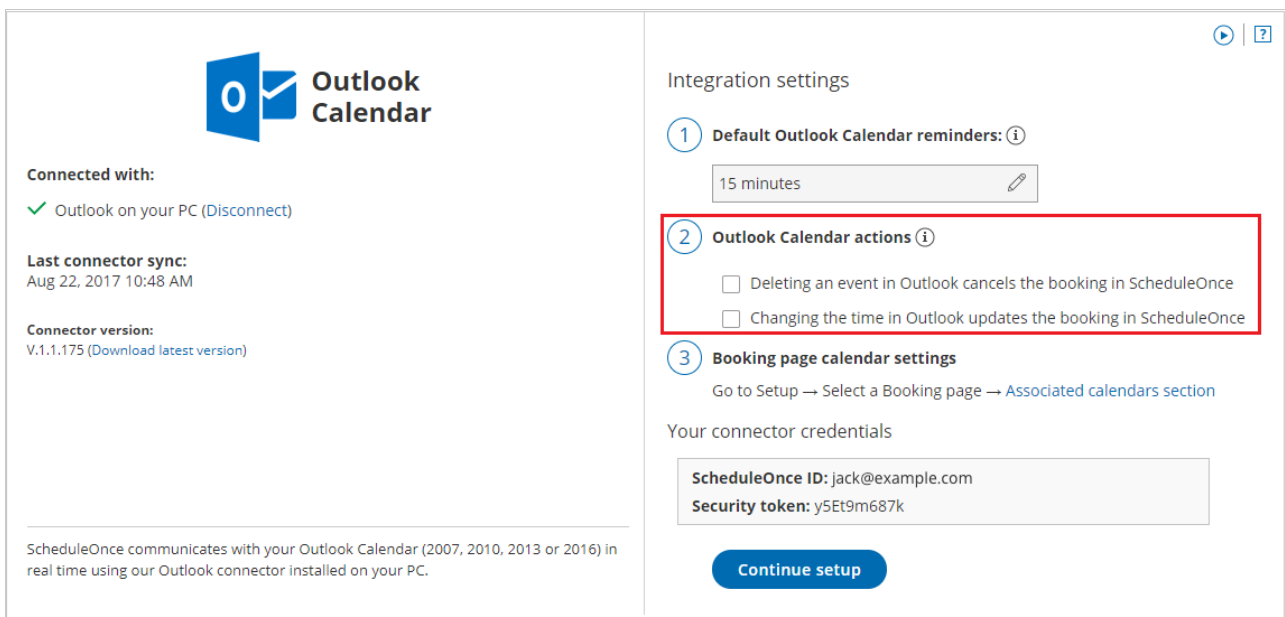 Outlook
Calendar
Connected with:
Outlook on your PC (Disconnect)
Last connector sync:
Aug 22, 2017 10:48 AM
Connector version:
V.1.1.175 (Download latest version)
ScheduleOnce communicates with your Outlook Calendar (2007, 2010, 2013 or 2016) in
real time using our Outlook connector installed on your PC.
?
Integration settings
1 Default Outlook Calendar reminders: i
15 minutes
2 Outlook Calendar actions i
Deleting an event in Outlook cancels the booking in ScheduleOnce
Changing the time in Outlook updates the booking in ScheduleOnce
3 Booking page calendar settings
Go to Setup → Select a Booking page → Associated calendars section
Your connector credentials
ScheduleOnce ID: jack@example.com
Security token: y5Et9m687k
Continue setup